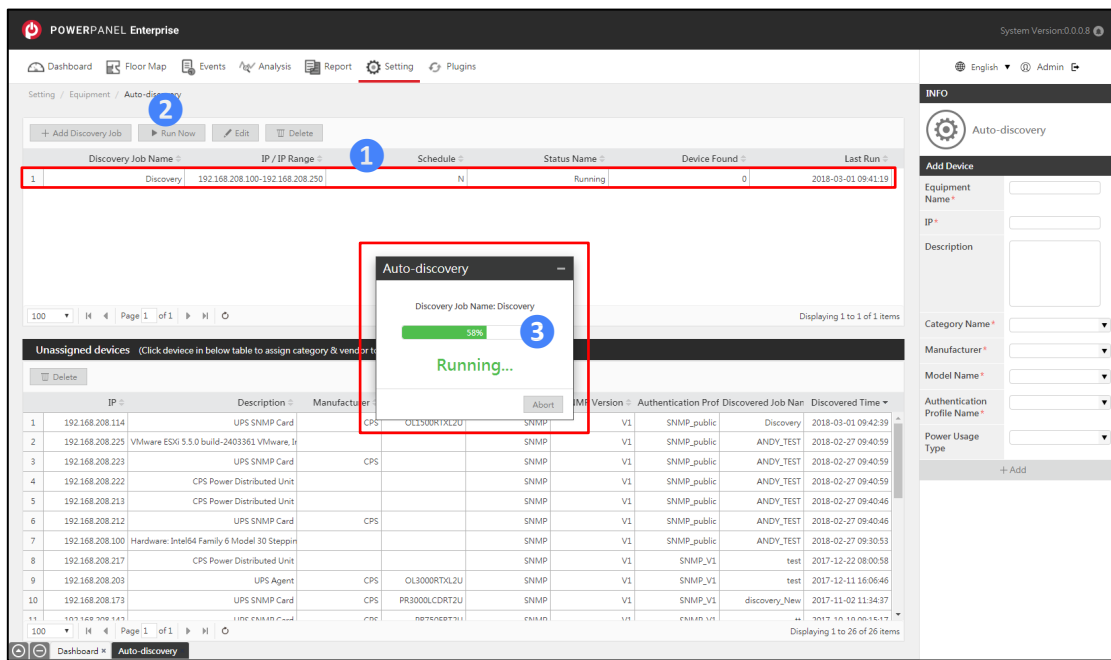 POWERPANEL Enterprise System Version:0.0.0.8
Dashboard Floor Map Events Analysis Report Setting Plugins English Admin
Setting / Equipment / Auto-discovery
2
+ Add Discovery Job Run Now Edit Delete
1
Discovery Job Name IP / IP Range Schedule Status Name Device Found Last Run
1 Discovery 192.168.208.100-192.168.208.250 N Running 0 2018-03-01 09:41:19
100 Page 1 of 1 Displaying 1 to 1 of 1 items
Auto-discovery
Discovery Job Name: Discovery
58%
3
Running...
Abort
Unassigned devices (Click deviece in below table to assign category & vendor to
Delete
IP Description Manufacturer Version Authentication Prof Discovered Job Nan Discovered Time
1 192.168.208.114 UPS SNMP Card CPS OL1500RTXL2U SNMP V1 SNMP_public Discovery 2018-03-01 09:42:39
2 192.168.208.225 VMware ESXi 5.5.0 build-2403361 VMware, Ir SNMP V1 SNMP_public ANDY_TEST 2018-02-27 09:40:59
3 192.168.208.223 UPS SNMP Card CPS SNMP V1 SNMP_public ANDY_TEST 2018-02-27 09:40:59
4 192.168.208.222 CPS Power Distributed Unit SNMP V1 SNMP_public ANDY_TEST 2018-02-27 09:40:59
5 192.168.208.213 CPS Power Distributed Unit SNMP V1 SNMP_public ANDY_TEST 2018-02-27 09:40:46
6 192.168.208.212 UPS SNMP Card CPS SNMP V1 SNMP_public ANDY_TEST 2018-02-27 09:40:46
7 192.168.208.100 Hardware: Intel64 Family 6 Model 30 Steppin SNMP V1 SNMP_public ANDY_TEST 2018-02-27 09:30:53
8 192.168.208.217 CPS Power Distributed Unit SNMP V1 SNMP_V1 test 2017-12-22 08:00:58
9 192.168.208.203 UPS Agent CPS OL3000RTXL2U SNMP V1 SNMP_V1 test 2017-12-11 16:06:46
10 192.168.208.173 UPS SNMP Card CPS PR3000LCDRT2U SNMP V1 SNMP_V1 discovery_New 2017-11-02 11:34:37
100 Page 1 of 1 Displaying 1 to 26 of 26 items
Dashboard × Auto-discovery
INFO
Auto-discovery
Add Device
Equipment
Name*
IP*
Description
Category Name*
Manufacturer*
Model Name*
Authentication
Profile Name*
Power Usage
Type
+ Add